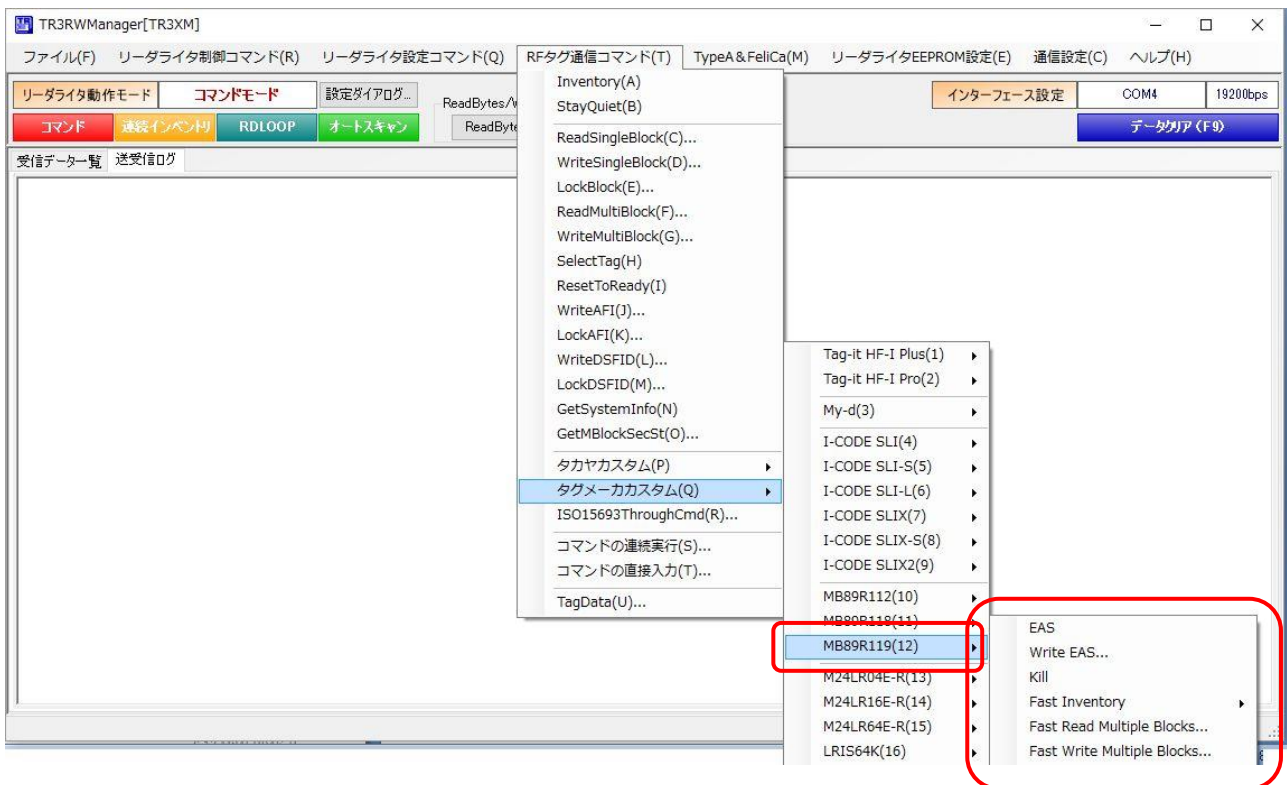 TR3RWManager[TR3XM]
ファイル(F) リーダライタ制御コマンド(R) リーダライタ設定コマンド(Q) RFタグ通信コマンド(T) TypeA&FeliCa(M) リーダライタEEPROM設定(E) 通信設定(C) ヘルプ(H)
リーダライタ動作モード コマンドモード 設定ダイアログ... ReadBytes/ インターフェース設定 COM4 19200bps
コマンド 連続インベントリ RDLOOP オートスキャン ReadByte データクリア(F9)
受信データ一覧 送受信ログ
Inventory(A)
StayQuiet(B)
ReadSingleBlock(C)...
WriteSingleBlock(D)...
LockBlock(E)...
ReadMultiBlock(F)...
WriteMultiBlock(G)...
SelectTag(H)
ResetToReady(I)
WriteAFI(J)...
LockAFI(K)...
WriteDSFID(L)...
LockDSFID(M)...
GetSystemInfo(N)
GetMBlockSecSt(O)...
タカヤカスタム(P)
タグメーカカスタム(Q)
ISO15693ThroughCmd(R)...
コマンドの連続実行(S)...
コマンドの直接入力(T)...
TagData(U)...
Tag-it HF-I Plus(1)
Tag-it HF-I Pro(2)
My-d(3)
I-CODE SLI(4)
I-CODE SLI-S(5)
I-CODE SLI-L(6)
I-CODE SLIX(7)
I-CODE SLIX-S(8)
I-CODE SLIX2(9)
MB89R112(10)
MB89R118(11)
MB89R119(12)
M24LR04E-R(13)
M24LR16E-R(14)
M24LR64E-R(15)
LRIS64K(16)
EAS
Write EAS...
Kill
Fast Inventory
Fast Read Multiple Blocks...
Fast Write Multiple Blocks...